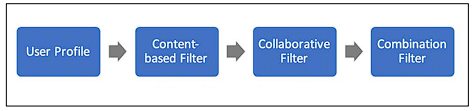 User Profile
Content-
based Filter
Collaborative
Filter
Combination
Filter